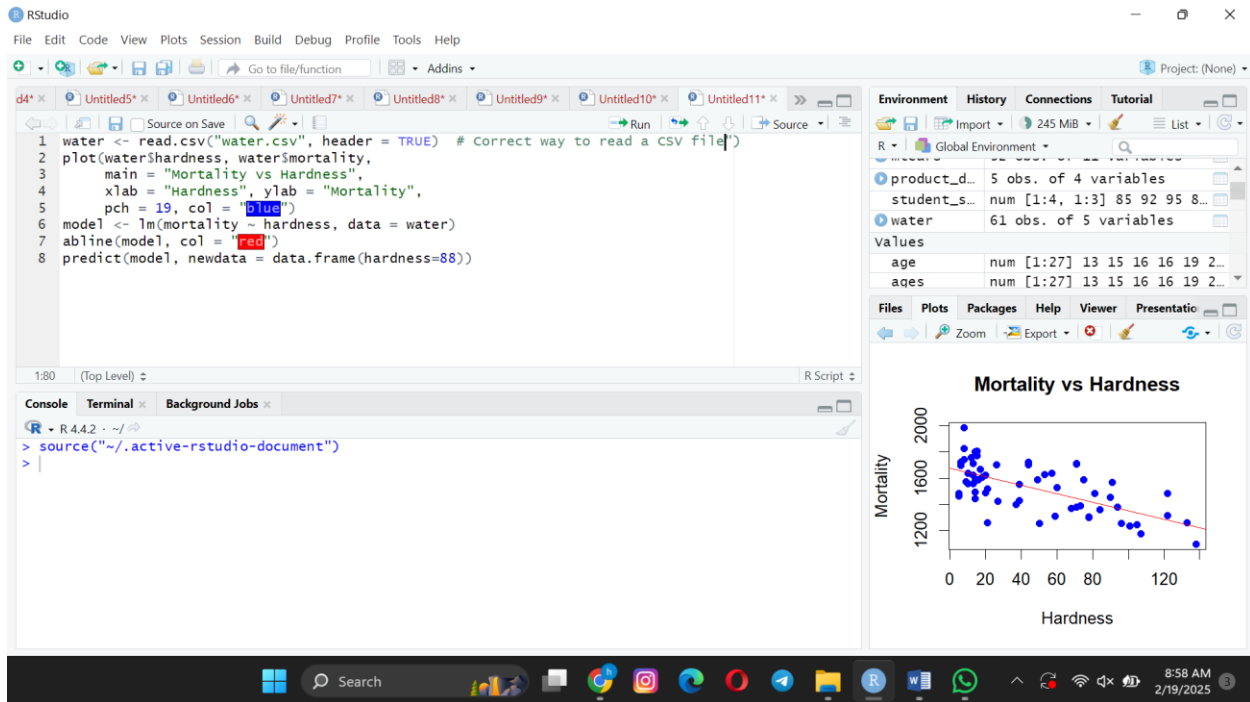 RStudio
File Edit Code View Plots Session Build Debug Profile Tools Help
Go to file/function Addins Project: (None)
d4* Untitled5* Untitled6* Untitled7* Untitled8* Untitled9* Untitled10* Untitled11*
Source on Save Run Source
1 water <- read.csv("water.csv", header = TRUE) # Correct way to read a CSV file")
2 plot(water$hardness, water$mortality,
3 main = "Mortality vs Hardness",
4 xlab = "Hardness", ylab = "Mortality",
5 pch = 19, col = "blue")
6 model <- lm(mortality ~ hardness, data = water)
7 abline(model, col = "red")
8 predict(model, newdata = data.frame(hardness=88))
1:80 (Top Level) R Script
Console Terminal Background Jobs
R 4.4.2 · ~/
> source("~/.active-rstudio-document")
>
Environment History Connections Tutorial
Import 245 MiB List
R Global Environment
product_d… 5 obs. of 4 variables
student_s… num [1:4, 1:3] 85 92 95 8…
water 61 obs. of 5 variables
Values
age num [1:27] 13 15 16 16 19 2…
ages num [1:27] 13 15 16 16 19 2…
Files Plots Packages Help Viewer Presentatio
Zoom Export
Mortality vs Hardness
Mortality
2000
1600
1200
0 20 40 60 80 120
Hardness
Search
8:58 AM
2/19/2025
3